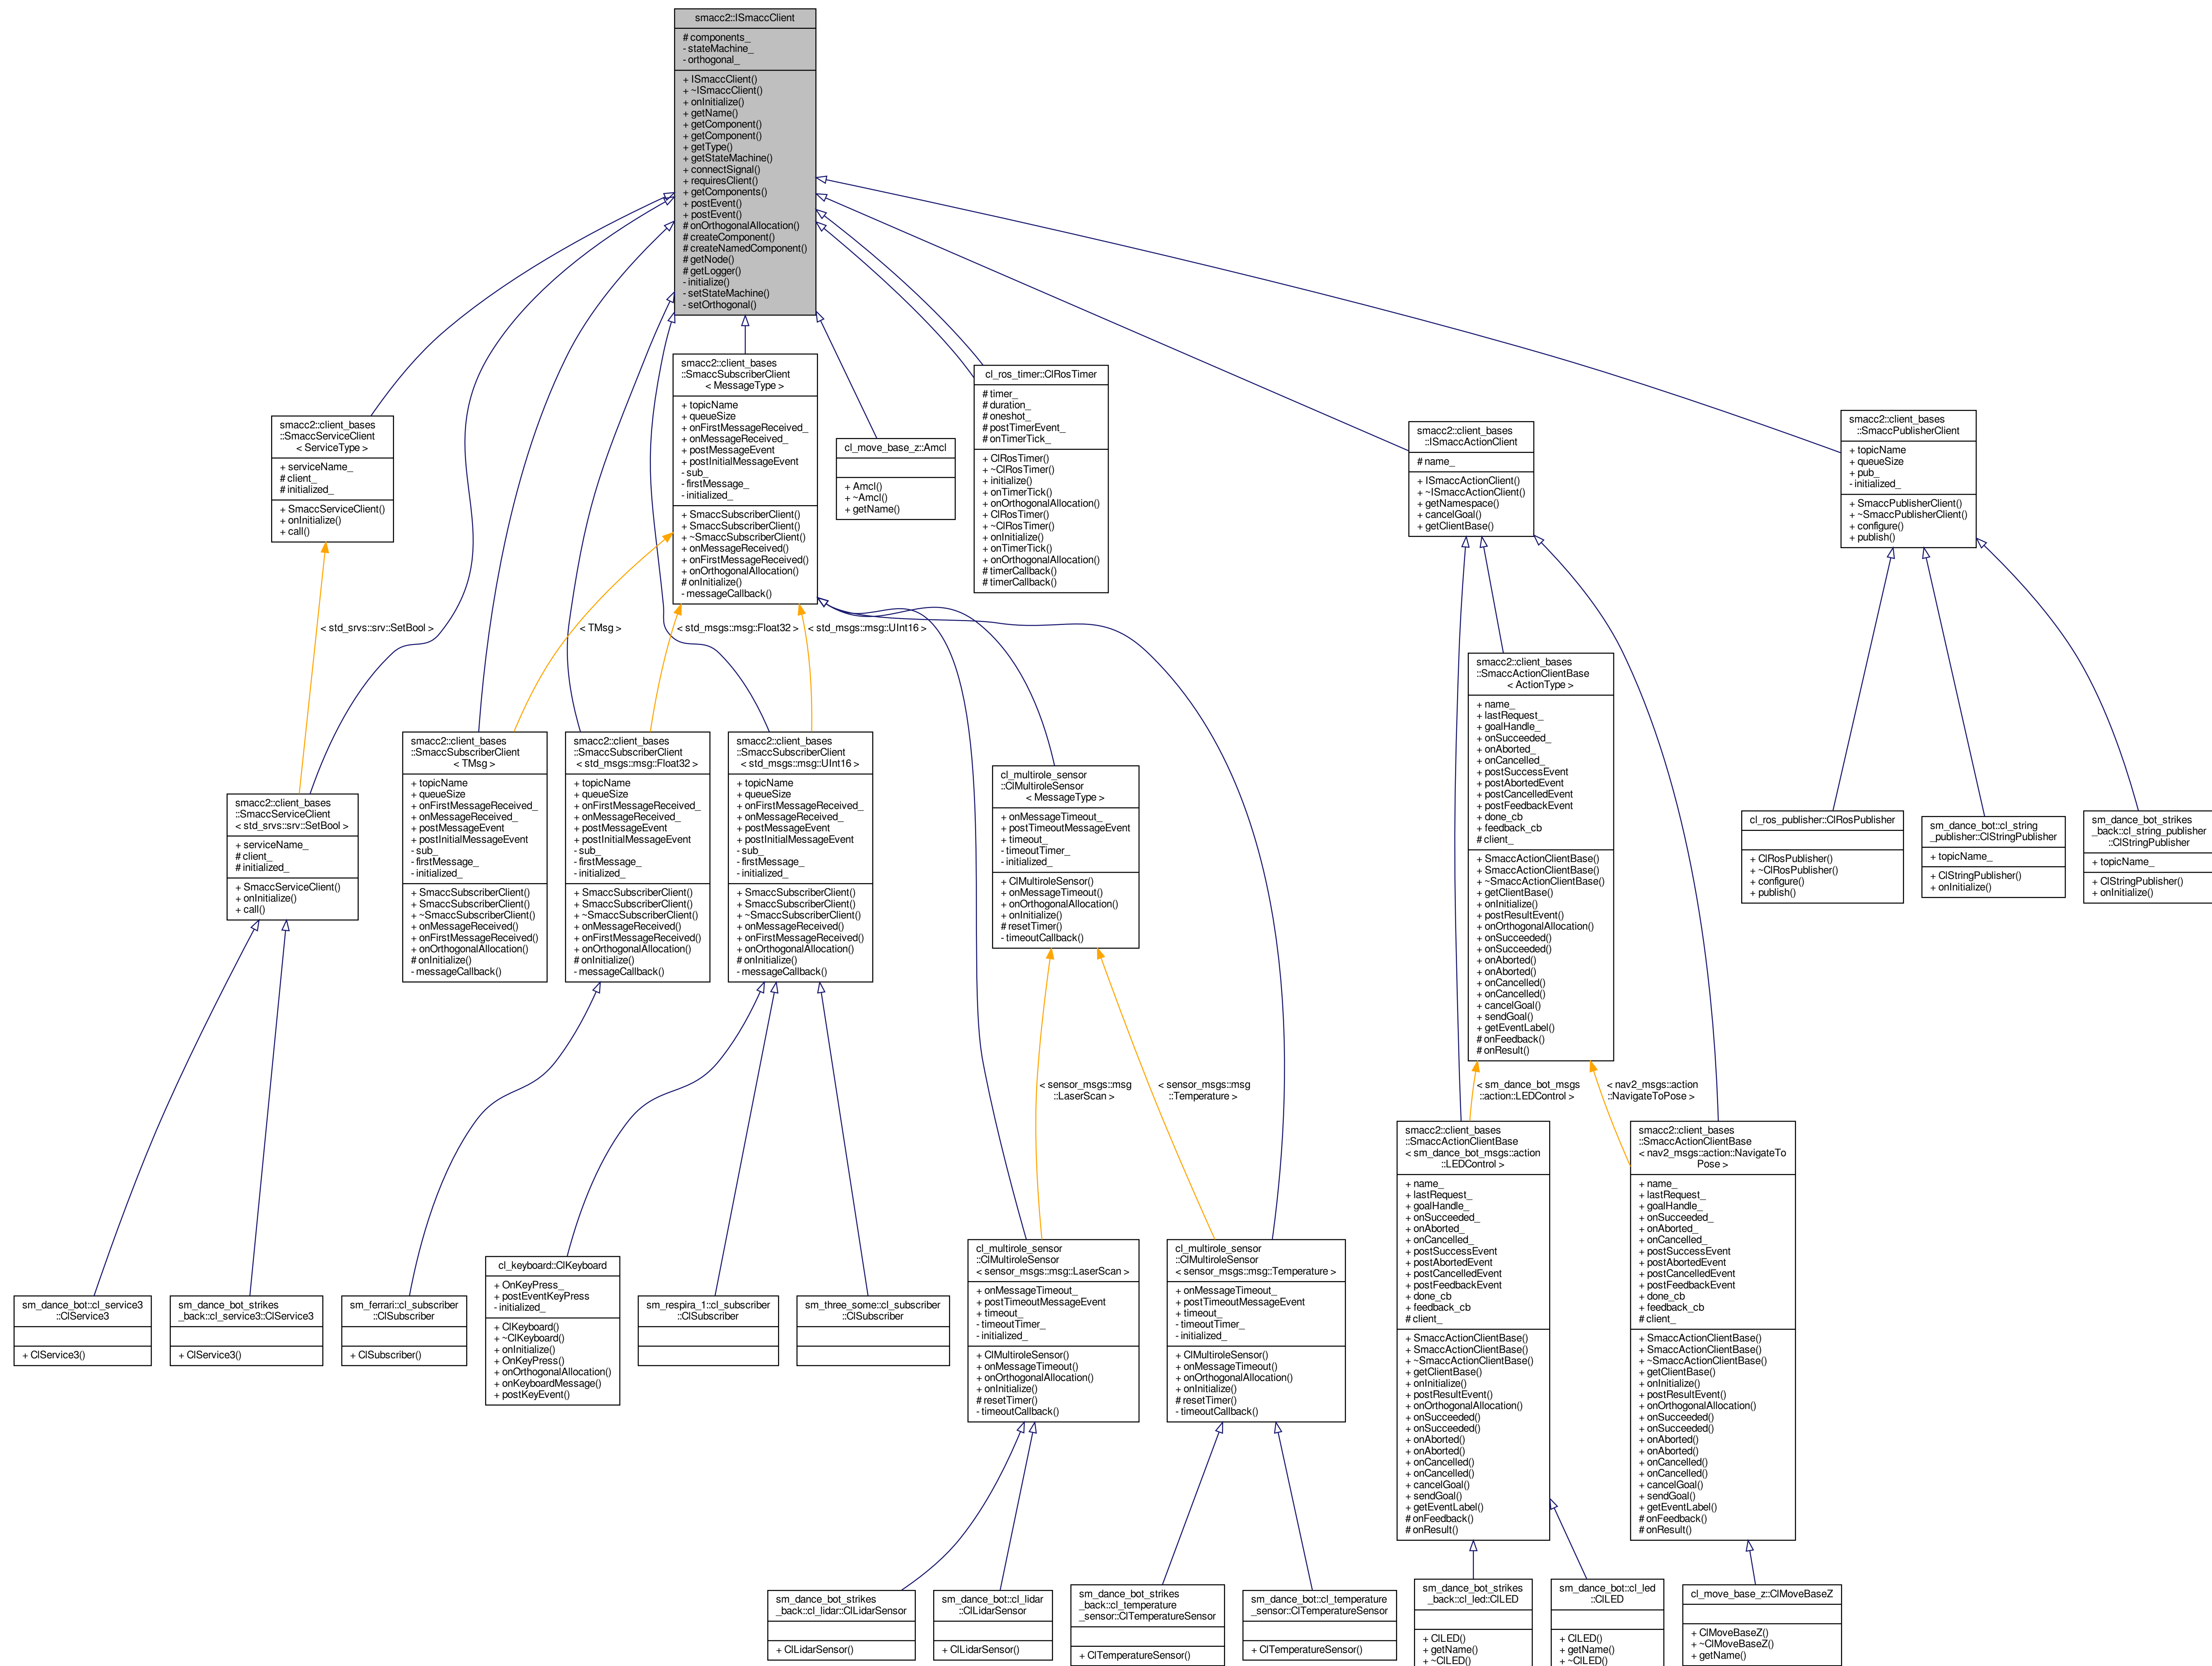 smacc2::ISmaccClient
# components_
- stateMachine_
- orthogonal_
+ ISmaccClient()
+ ~ISmaccClient()
+ onInitialize()
+ getName()
+ getComponent()
+ getComponent()
+ getType()
+ getStateMachine()
+ connectSignal()
+ requiresClient()
+ getComponents()
+ postEvent()
+ postEvent()
# onOrthogonalAllocation()
# createComponent()
# createNamedComponent()
# getNode()
# getLogger()
- initialize()
- setStateMachine()
- setOrthogonal()
smacc2::client_bases
::SmaccServiceClient
< ServiceType >
+ serviceName_
# client_
# initialized_
+ SmaccServiceClient()
+ onInitialize()
+ call()
smacc2::client_bases
::SmaccSubscriberClient
< MessageType >
+ topicName
+ queueSize
+ onFirstMessageReceived_
+ onMessageReceived_
+ postMessageEvent
+ postInitialMessageEvent
- sub_
- firstMessage_
- initialized_
+ SmaccSubscriberClient()
+ SmaccSubscriberClient()
+ ~SmaccSubscriberClient()
+ onMessageReceived()
+ onFirstMessageReceived()
+ onOrthogonalAllocation()
# onInitialize()
- messageCallback()
cl_move_base_z::Amcl
+ Amcl()
+ ~Amcl()
+ getName()
cl_ros_timer::ClRosTimer
# timer_
# duration_
# oneshot_
# postTimerEvent_
# onTimerTick_
+ ClRosTimer()
+ ~ClRosTimer()
+ initialize()
+ onTimerTick()
+ onOrthogonalAllocation()
+ ClRosTimer()
+ ~ClRosTimer()
+ onInitialize()
+ onTimerTick()
+ onOrthogonalAllocation()
# timerCallback()
# timerCallback()
smacc2::client_bases
::ISmaccActionClient
# name_
+ ISmaccActionClient()
+ ~ISmaccActionClient()
+ getNamespace()
+ cancelGoal()
+ getClientBase()
smacc2::client_bases
::SmaccPublisherClient
+ topicName
+ queueSize
+ pub_
- initialized_
+ SmaccPublisherClient()
+ ~SmaccPublisherClient()
+ configure()
+ publish()
< std_srvs::srv::SetBool >
< TMsg >
< std_msgs::msg::Float32 >
< std_msgs::msg::UInt16 >
smacc2::client_bases
::SmaccServiceClient
< std_srvs::srv::SetBool >
+ serviceName_
# client_
# initialized_
+ SmaccServiceClient()
+ onInitialize()
+ call()
smacc2::client_bases
::SmaccSubscriberClient
< TMsg >
+ topicName
+ queueSize
+ onFirstMessageReceived_
+ onMessageReceived_
+ postMessageEvent
+ postInitialMessageEvent
- sub_
- firstMessage_
- initialized_
+ SmaccSubscriberClient()
+ SmaccSubscriberClient()
+ ~SmaccSubscriberClient()
+ onMessageReceived()
+ onFirstMessageReceived()
+ onOrthogonalAllocation()
# onInitialize()
- messageCallback()
smacc2::client_bases
::SmaccSubscriberClient
< std_msgs::msg::Float32 >
+ topicName
+ queueSize
+ onFirstMessageReceived_
+ onMessageReceived_
+ postMessageEvent
+ postInitialMessageEvent
- sub_
- firstMessage_
- initialized_
+ SmaccSubscriberClient()
+ SmaccSubscriberClient()
+ ~SmaccSubscriberClient()
+ onMessageReceived()
+ onFirstMessageReceived()
+ onOrthogonalAllocation()
# onInitialize()
- messageCallback()
smacc2::client_bases
::SmaccSubscriberClient
< std_msgs::msg::UInt16 >
+ topicName
+ queueSize
+ onFirstMessageReceived_
+ onMessageReceived_
+ postMessageEvent
+ postInitialMessageEvent
- sub_
- firstMessage_
- initialized_
+ SmaccSubscriberClient()
+ SmaccSubscriberClient()
+ ~SmaccSubscriberClient()
+ onMessageReceived()
+ onFirstMessageReceived()
+ onOrthogonalAllocation()
# onInitialize()
- messageCallback()
cl_multirole_sensor
::ClMultiroleSensor
< MessageType >
+ onMessageTimeout_
+ postTimeoutMessageEvent
+ timeout_
- timeoutTimer_
- initialized_
+ ClMultiroleSensor()
+ onMessageTimeout()
+ onOrthogonalAllocation()
+ onInitialize()
# resetTimer()
- timeoutCallback()
smacc2::client_bases
::SmaccActionClientBase
< ActionType >
+ name_
+ lastRequest_
+ goalHandle_
+ onSucceeded_
+ onAborted_
+ onCancelled_
+ postSuccessEvent
+ postAbortedEvent
+ postCancelledEvent
+ postFeedbackEvent
+ done_cb
+ feedback_cb
# client_
+ SmaccActionClientBase()
+ SmaccActionClientBase()
+ ~SmaccActionClientBase()
+ getClientBase()
+ onInitialize()
+ postResultEvent()
+ onOrthogonalAllocation()
+ onSucceeded()
+ onSucceeded()
+ onAborted()
+ onAborted()
+ onCancelled()
+ onCancelled()
+ cancelGoal()
+ sendGoal()
+ getEventLabel()
# onFeedback()
# onResult()
cl_ros_publisher::ClRosPublisher
+ ClRosPublisher()
+ ~ClRosPublisher()
+ configure()
+ publish()
sm_dance_bot::cl_string
_publisher::ClStringPublisher
+ topicName_
+ ClStringPublisher()
+ onInitialize()
sm_dance_bot_strikes
_back::cl_string_publisher
::ClStringPublisher
+ topicName_
+ ClStringPublisher()
+ onInitialize()
< sensor_msgs::msg
::LaserScan >
< sensor_msgs::msg
::Temperature >
< sm_dance_bot_msgs
::action::LEDControl >
< nav2_msgs::action
::NavigateToPose >
sm_dance_bot::cl_service3
::ClService3
+ ClService3()
sm_dance_bot_strikes
_back::cl_service3::ClService3
+ ClService3()
sm_ferrari::cl_subscriber
::ClSubscriber
+ ClSubscriber()
cl_keyboard::ClKeyboard
+ OnKeyPress_
+ postEventKeyPress
- initialized_
+ ClKeyboard()
+ ~ClKeyboard()
+ onInitialize()
+ OnKeyPress()
+ onOrthogonalAllocation()
+ onKeyboardMessage()
+ postKeyEvent()
sm_respira_1::cl_subscriber
::ClSubscriber
sm_three_some::cl_subscriber
::ClSubscriber
cl_multirole_sensor
::ClMultiroleSensor
< sensor_msgs::msg::LaserScan >
+ onMessageTimeout_
+ postTimeoutMessageEvent
+ timeout_
- timeoutTimer_
- initialized_
+ ClMultiroleSensor()
+ onMessageTimeout()
+ onOrthogonalAllocation()
+ onInitialize()
# resetTimer()
- timeoutCallback()
cl_multirole_sensor
::ClMultiroleSensor
< sensor_msgs::msg::Temperature >
+ onMessageTimeout_
+ postTimeoutMessageEvent
+ timeout_
- timeoutTimer_
- initialized_
+ ClMultiroleSensor()
+ onMessageTimeout()
+ onOrthogonalAllocation()
+ onInitialize()
# resetTimer()
- timeoutCallback()
smacc2::client_bases
::SmaccActionClientBase
< sm_dance_bot_msgs::action
::LEDControl >
+ name_
+ lastRequest_
+ goalHandle_
+ onSucceeded_
+ onAborted_
+ onCancelled_
+ postSuccessEvent
+ postAbortedEvent
+ postCancelledEvent
+ postFeedbackEvent
+ done_cb
+ feedback_cb
# client_
+ SmaccActionClientBase()
+ SmaccActionClientBase()
+ ~SmaccActionClientBase()
+ getClientBase()
+ onInitialize()
+ postResultEvent()
+ onOrthogonalAllocation()
+ onSucceeded()
+ onSucceeded()
+ onAborted()
+ onAborted()
+ onCancelled()
+ onCancelled()
+ cancelGoal()
+ sendGoal()
+ getEventLabel()
# onFeedback()
# onResult()
smacc2::client_bases
::SmaccActionClientBase
< nav2_msgs::action::NavigateTo
Pose >
+ name_
+ lastRequest_
+ goalHandle_
+ onSucceeded_
+ onAborted_
+ onCancelled_
+ postSuccessEvent
+ postAbortedEvent
+ postCancelledEvent
+ postFeedbackEvent
+ done_cb
+ feedback_cb
# client_
+ SmaccActionClientBase()
+ SmaccActionClientBase()
+ ~SmaccActionClientBase()
+ getClientBase()
+ onInitialize()
+ postResultEvent()
+ onOrthogonalAllocation()
+ onSucceeded()
+ onSucceeded()
+ onAborted()
+ onAborted()
+ onCancelled()
+ onCancelled()
+ cancelGoal()
+ sendGoal()
+ getEventLabel()
# onFeedback()
# onResult()
sm_dance_bot_strikes
_back::cl_lidar::ClLidarSensor
+ ClLidarSensor()
sm_dance_bot::cl_lidar
::ClLidarSensor
+ ClLidarSensor()
sm_dance_bot_strikes
_back::cl_temperature
_sensor::ClTemperatureSensor
+ ClTemperatureSensor()
sm_dance_bot::cl_temperature
_sensor::ClTemperatureSensor
+ ClTemperatureSensor()
sm_dance_bot_strikes
_back::cl_led::ClLED
+ ClLED()
+ getName()
+ ~ClLED()
sm_dance_bot::cl_led
::ClLED
+ ClLED()
+ getName()
+ ~ClLED()
cl_move_base_z::ClMoveBaseZ
+ ClMoveBaseZ()
+ ~ClMoveBaseZ()
+ getName()